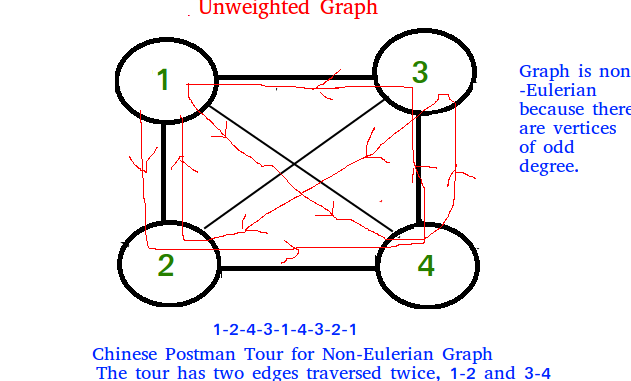 Unweighted Graph
1
3
Graph is non
-Eulerian
because there
are vertices
of odd
degree.
2
4
1-2-4-3-1-4-3-2-1
Chinese Postman Tour for Non-Eulerian Graph
The tour has two edges traversed twice, 1-2 and 3-4